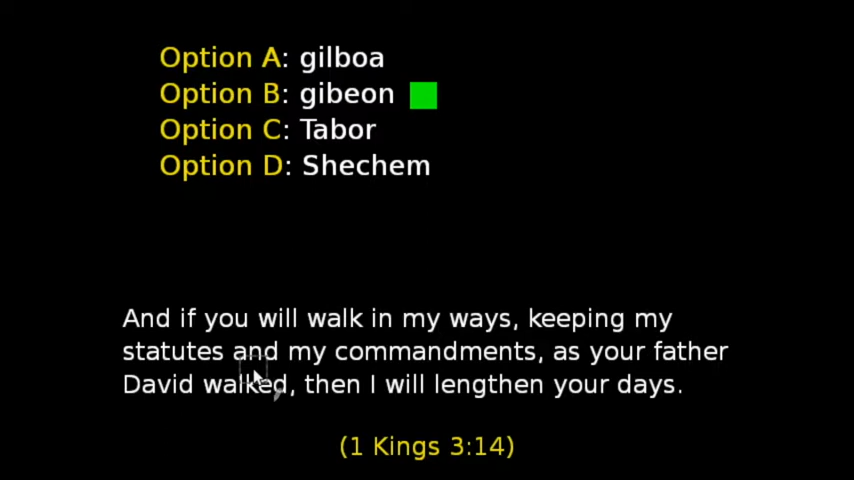 Option A: gilboa
Option B: gibeon
Option C: Tabor
Option D: Shechem
And if you will walk in my ways, keeping my
statutes and my commandments, as your father
David walked, then I will lengthen your days.
(1 Kings 3:14)